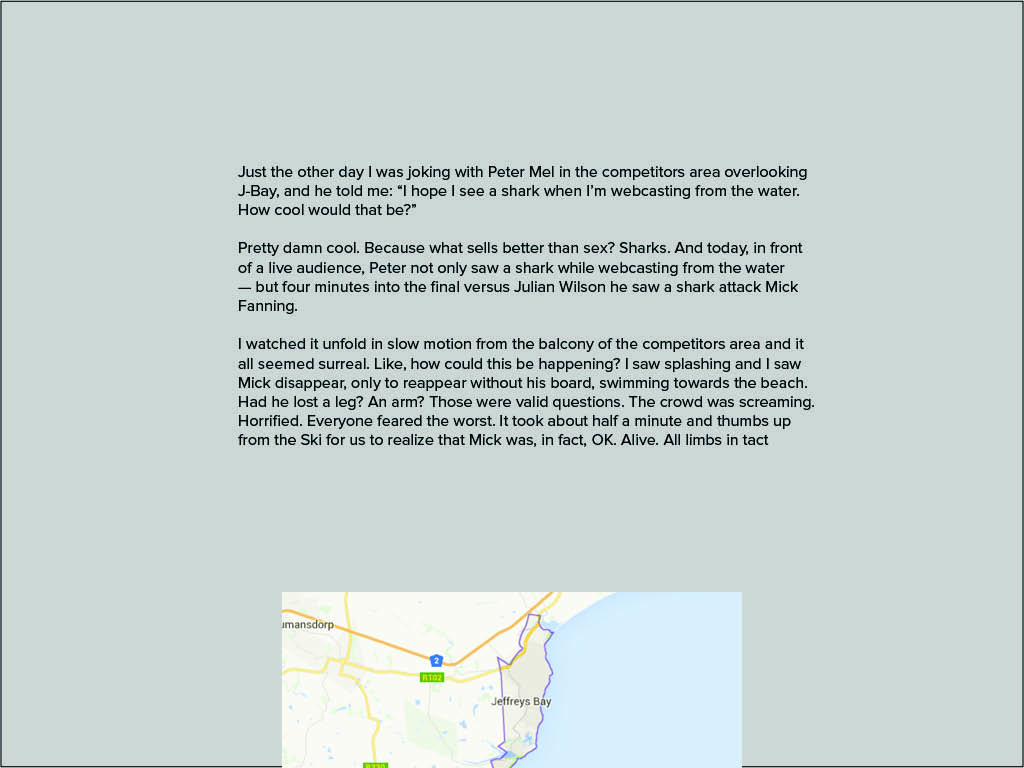 Just the other day I was joking with Peter Mel in the competitors area overlooking
J-Bay, and he told me: “I hope I see a shark when I’m webcasting from the water.
How cool would that be?”
Pretty damn cool. Because what sells better than sex? Sharks. And today, in front
of a live audience, Peter not only saw a shark while webcasting from the water
— but four minutes into the final versus Julian Wilson he saw a shark attack Mick
Fanning.
I watched it unfold in slow motion from the balcony of the competitors area and it
all seemed surreal. Like, how could this be happening? I saw splashing and I saw
Mick disappear, only to reappear without his board, swimming towards the beach.
Had he lost a leg? An arm? Those were valid questions. The crowd was screaming.
Horrified. Everyone feared the worst. It took about half a minute and thumbs up
from the Ski for us to realize that Mick was, in fact, OK. Alive. All limbs in tact
umansdorp
2
R102
Jeffreys Bay